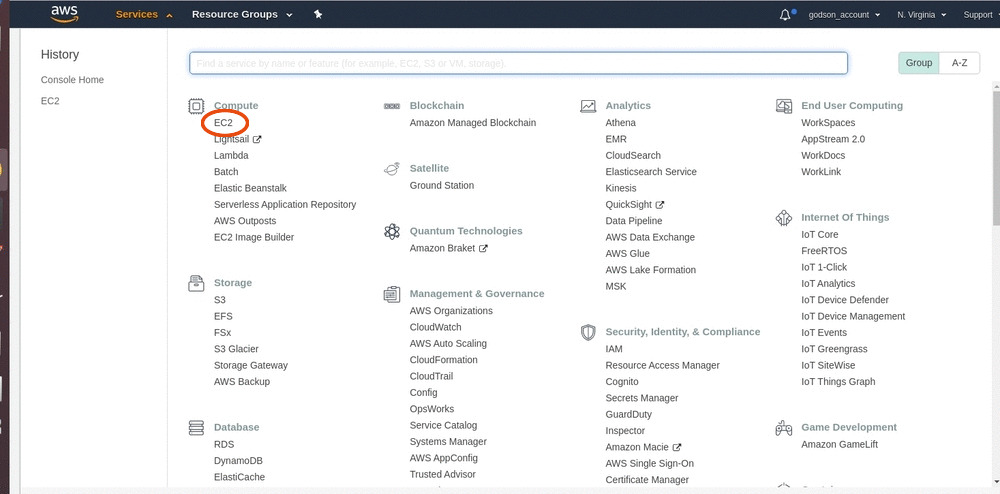 aws
Services
Resource Groups
godson_account
N. Virginia
Support
History
Console Home
EC2
Find a service by name or feature (for example, EC2, S3 or VM, storage).
Group
A-Z
Compute
EC2
Lightsail
Lambda
Batch
Elastic Beanstalk
Serverless Application Repository
AWS Outposts
EC2 Image Builder
Storage
S3
EFS
FSx
S3 Glacier
Storage Gateway
AWS Backup
Database
RDS
DynamoDB
ElastiCache
Blockchain
Amazon Managed Blockchain
Satellite
Ground Station
Quantum Technologies
Amazon Braket
Management & Governance
AWS Organizations
CloudWatch
AWS Auto Scaling
CloudFormation
CloudTrail
Config
OpsWorks
Service Catalog
Systems Manager
AWS AppConfig
Trusted Advisor
Analytics
Athena
EMR
CloudSearch
Elasticsearch Service
Kinesis
QuickSight
Data Pipeline
AWS Data Exchange
AWS Glue
AWS Lake Formation
MSK
Security, Identity, & Compliance
IAM
Resource Access Manager
Cognito
Secrets Manager
GuardDuty
Inspector
Amazon Macie
AWS Single Sign-On
Certificate Manager
End User Computing
WorkSpaces
AppStream 2.0
WorkDocs
WorkLink
Internet Of Things
IoT Core
FreeRTOS
IoT 1-Click
IoT Analytics
IoT Device Defender
IoT Device Management
IoT Events
IoT Greengrass
IoT SiteWise
IoT Things Graph
Game Development
Amazon GameLift